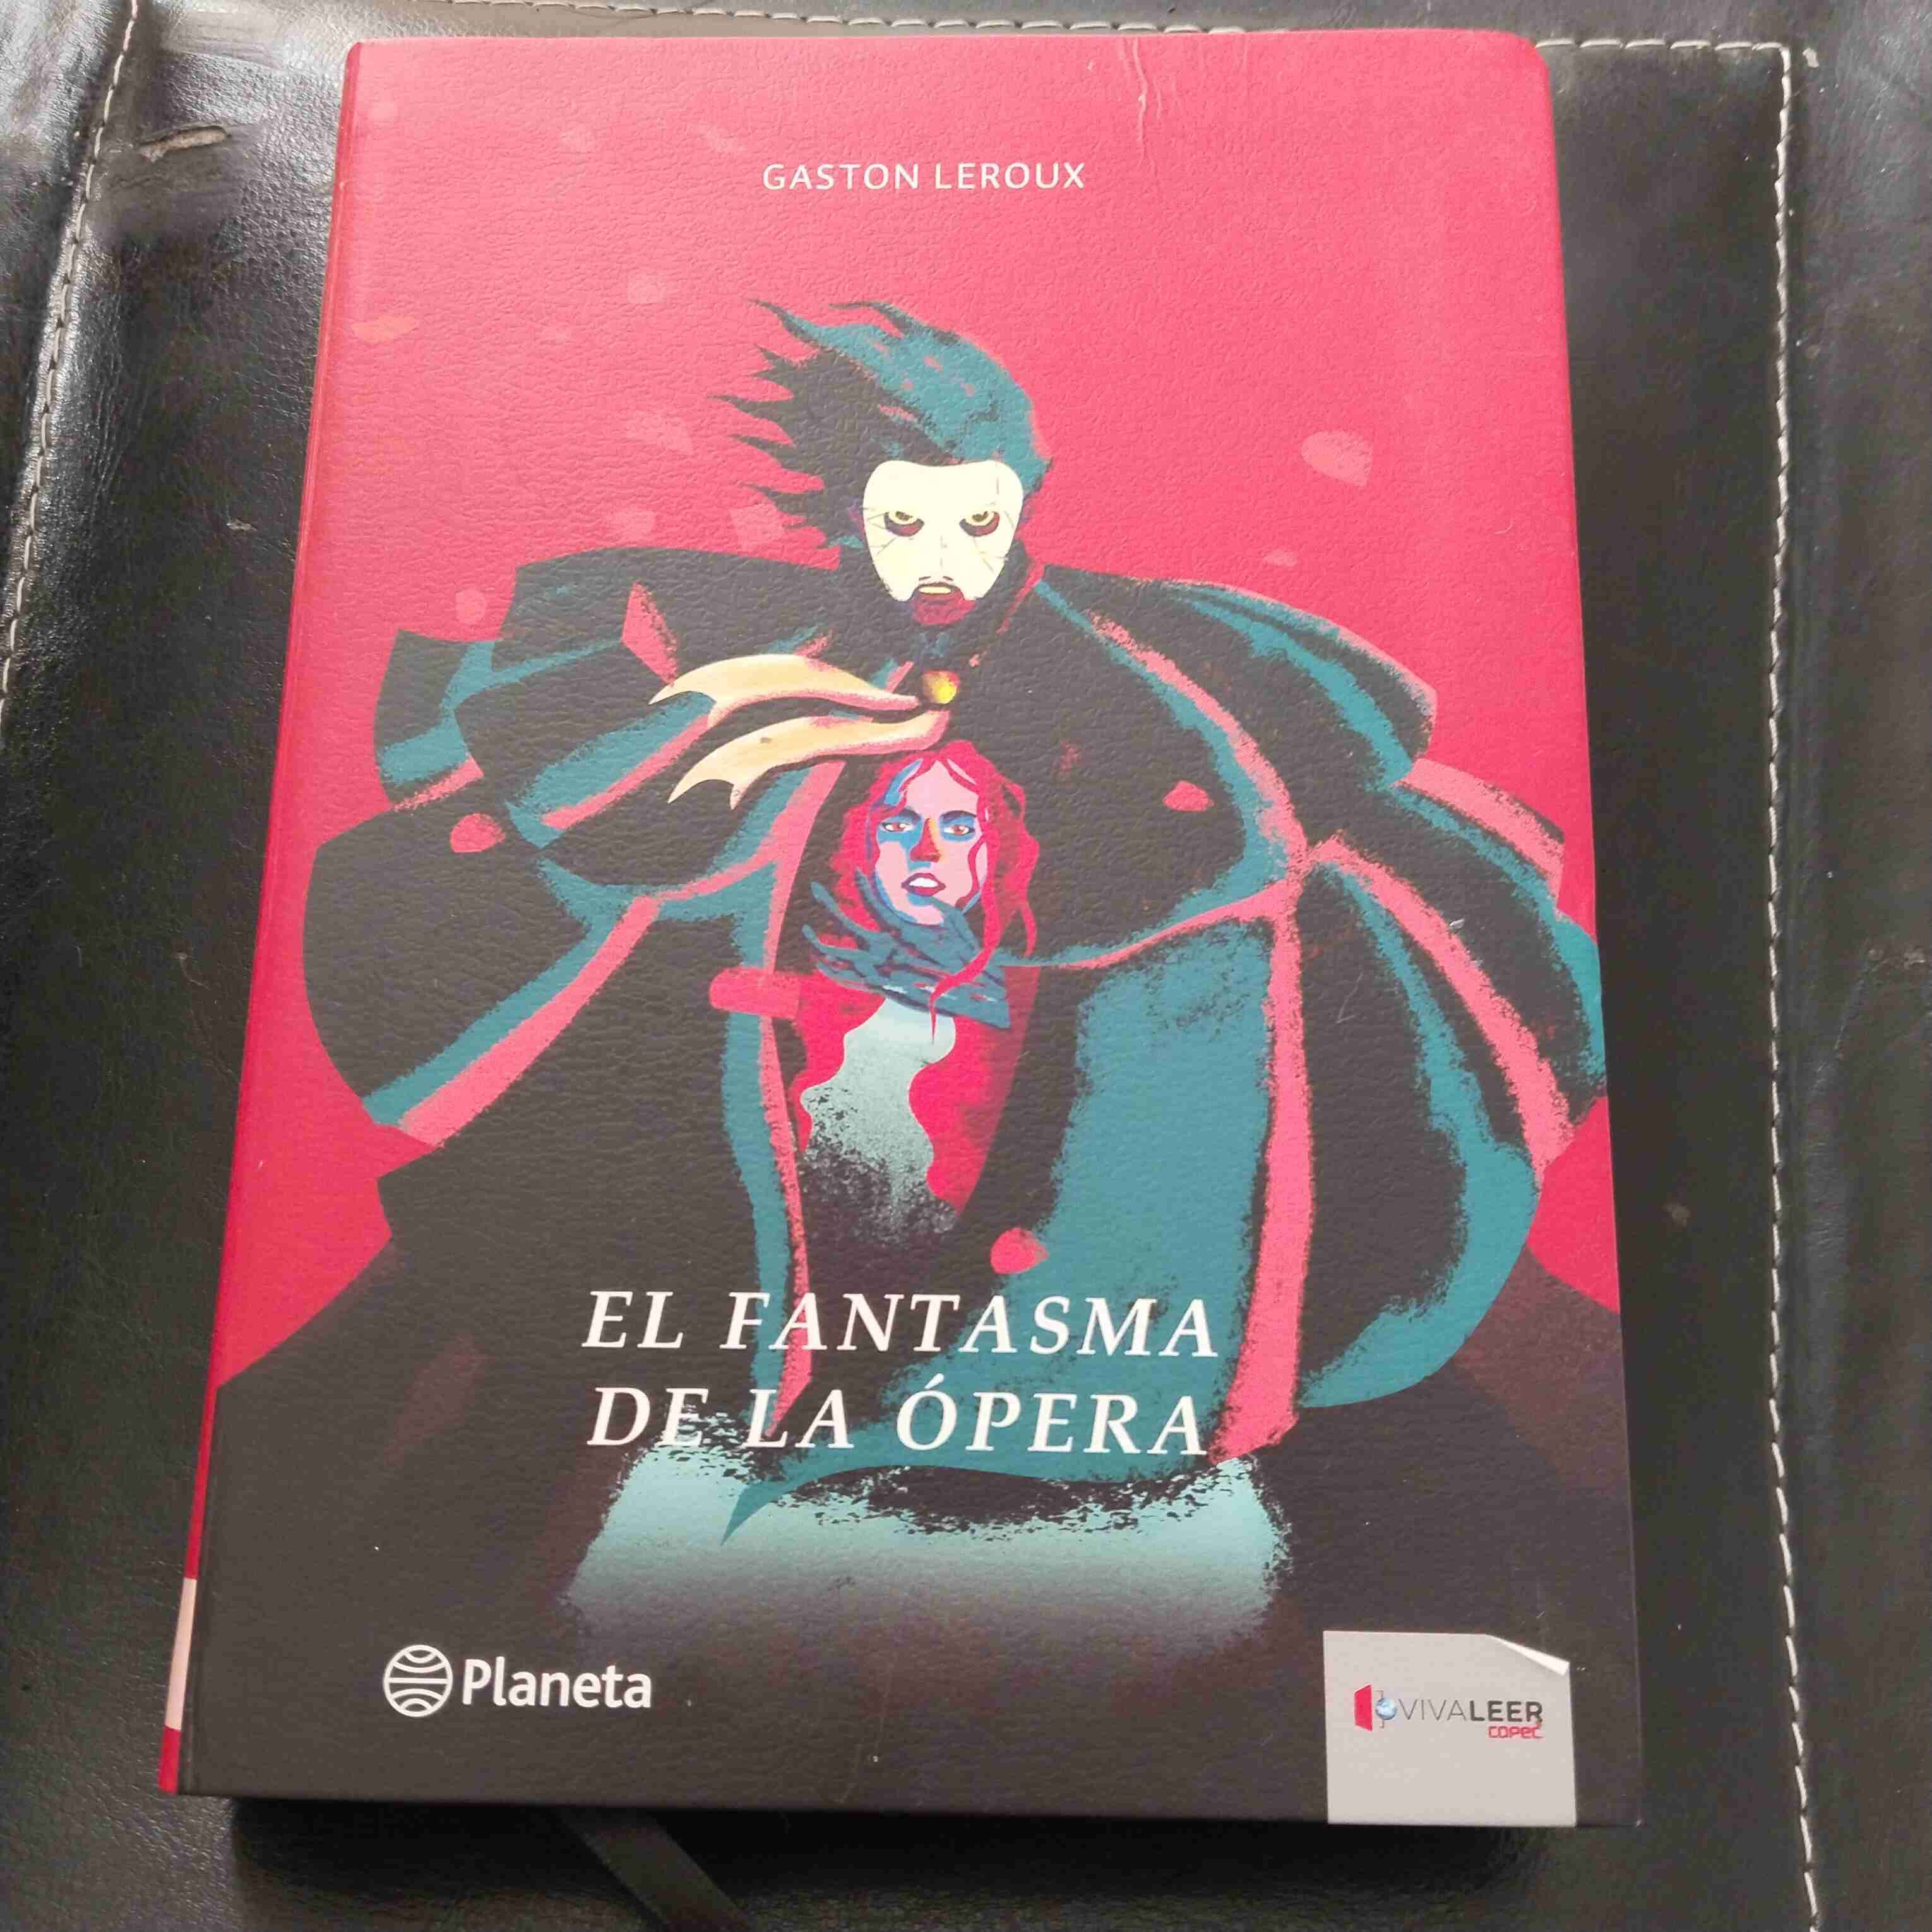 GASTON LEROUX
EL FANTASMA
DE LA ÓPERA
Planeta
VIVALEER
copec